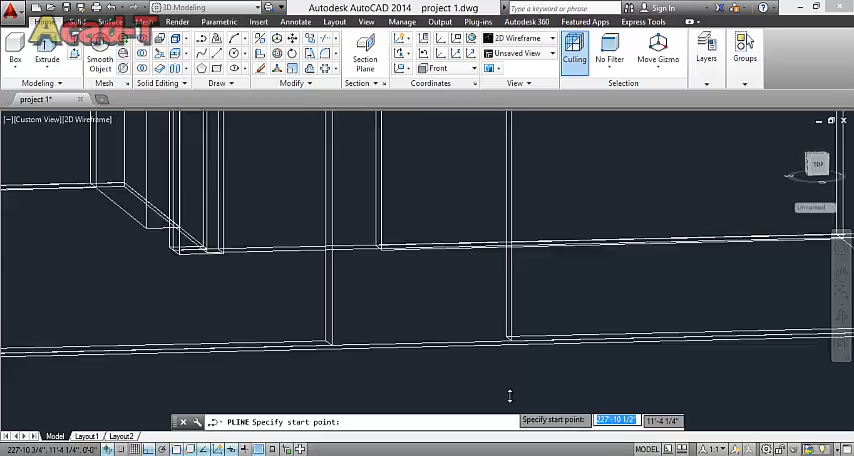 3D Modeling
Autodesk AutoCAD 2014 project 1.dwg
Type a keyword or phrase
Sign In
Home Solid Surface Mesh Render Parametric Insert Annotate Layout View Manage Output Plug-ins Autodesk 360 Featured Apps Express Tools
Acad-T
Box
Extrude
Smooth Object
Section Plane
Front
2D Wireframe
Unsaved View
Culling
No Filter
Move Gizmo
Layers
Groups
Modeling Mesh Solid Editing Draw Modify Section Coordinates View Selection
project 1*
[−][Custom View][2D Wireframe]
TOP
Unnamed
PLINE Specify start point:
Specify start point: 227'-10 1/2" 11'-4 1/4"
Model Layout1 Layout2
227'-10 3/4", 11'-4 1/4", 0'-0"
MODEL
1:1